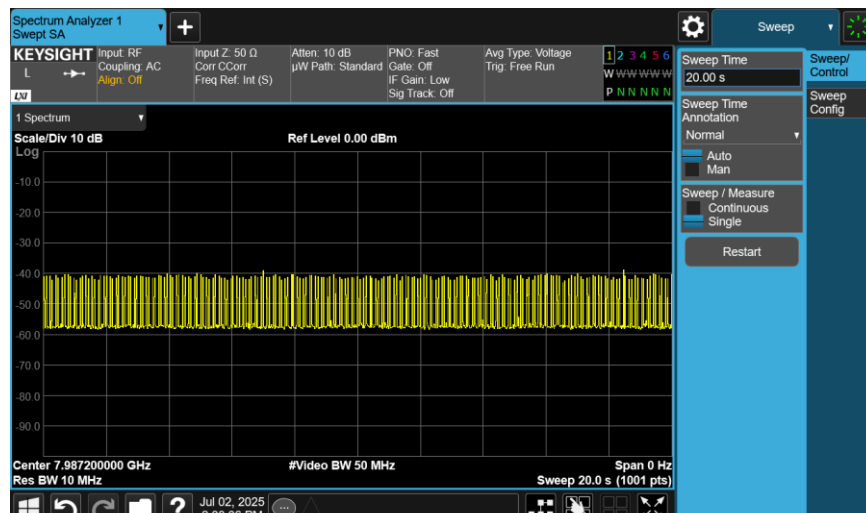 Spectrum Analyzer 1
Swept SA
+
Sweep
KEYSIGHT
L
LXI
Input: RF
Coupling: AC
Align: Off
Input Z: 50 Ω
Corr CCorr
Freq Ref: Int (S)
Atten: 10 dB
µW Path: Standard
PNO: Fast
Gate: Off
IF Gain: Low
Sig Track: Off
Avg Type: Voltage
Trig: Free Run
1 2 3 4 5 6
W W W W W W
P N N N N N
Sweep Time
20.00 s
Sweep Time
Annotation
Normal
Auto
Man
Sweep / Measure
Continuous
Single
Restart
Sweep/
Control
Sweep
Config
1 Spectrum
Scale/Div 10 dB
Ref Level 0.00 dBm
Log
-10.0
-20.0
-30.0
-40.0
-50.0
-60.0
-70.0
-80.0
-90.0
Center 7.987200000 GHz
#Video BW 50 MHz
Span 0 Hz
Res BW 10 MHz
Sweep 20.0 s (1001 pts)
?
Jul 02, 2025